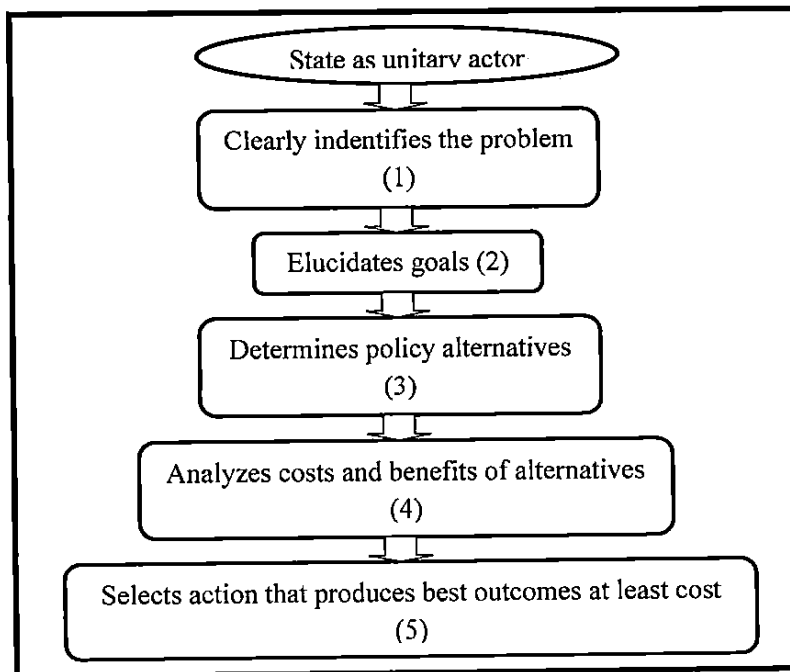 State as unitary actor
Clearly indentifies the problem
(1)
Elucidates goals (2)
Determines policy alternatives
(3)
Analyzes costs and benefits of alternatives
(4)
Selects action that produces best outcomes at least cost
(5)